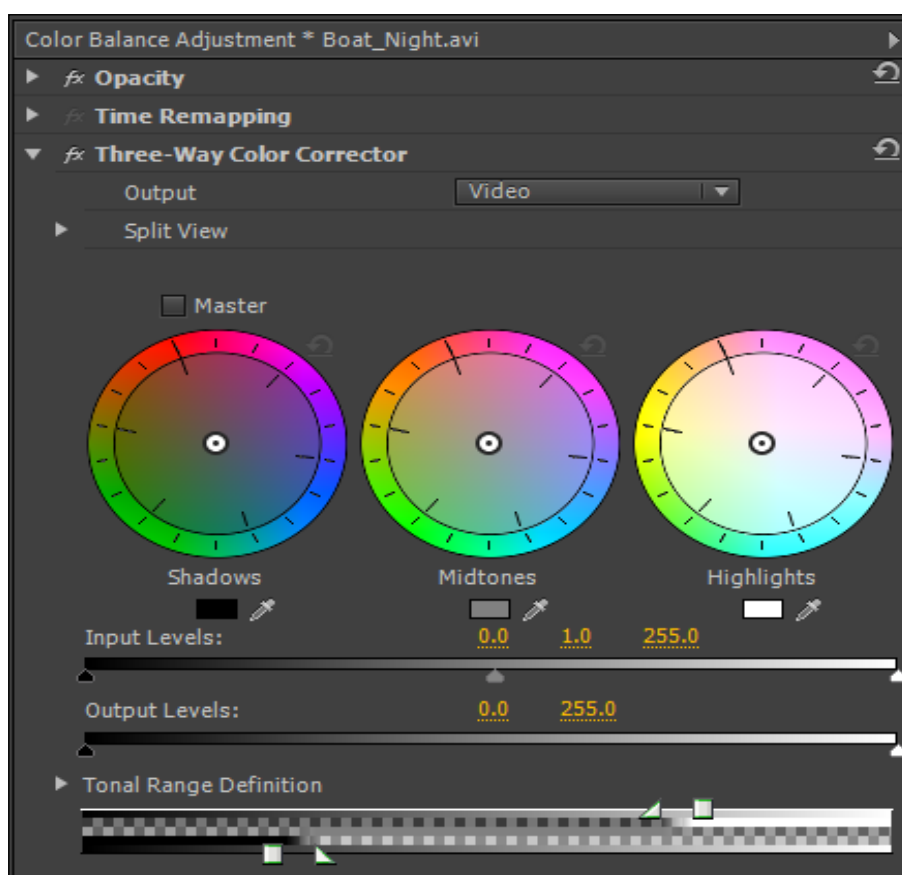 Color Balance Adjustment * Boat_Night.avi
fx Opacity
fx Time Remapping
fx Three-Way Color Corrector
Output Video
Split View
Master
Shadows Midtones Highlights
Input Levels: 0.0 1.0 255.0
Output Levels: 0.0 255.0
Tonal Range Definition